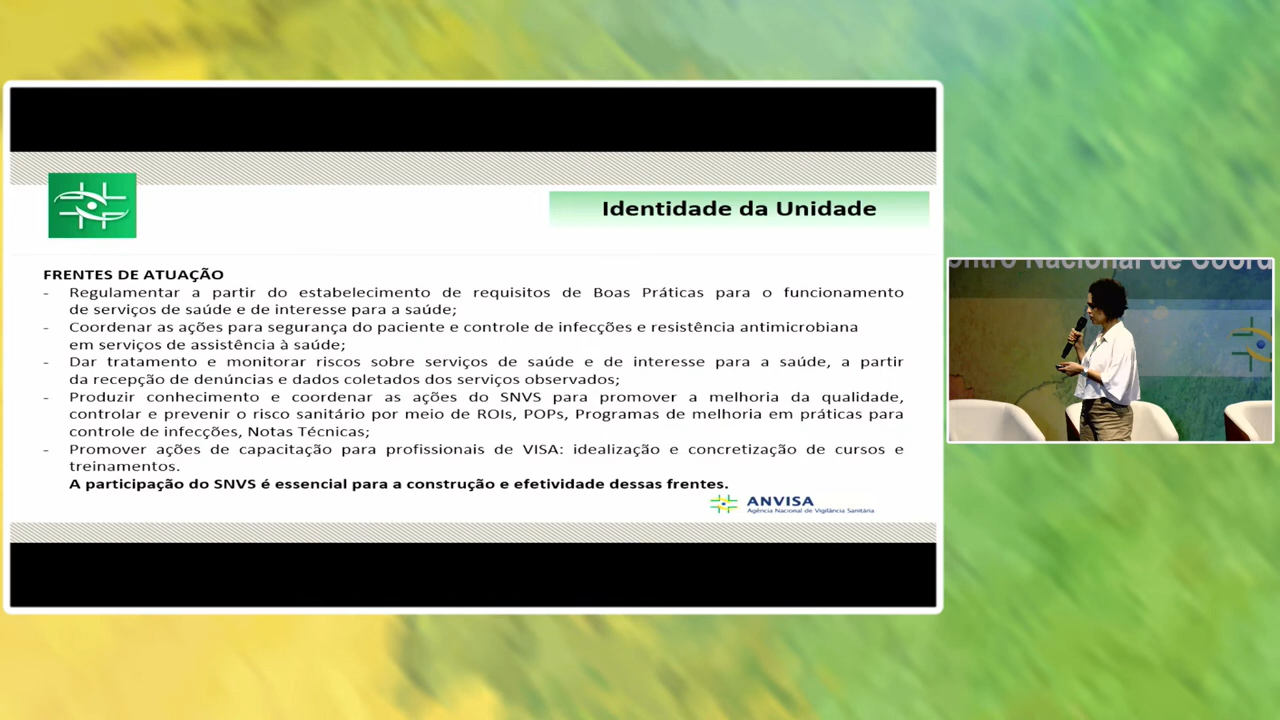 Identidade da Unidade
FRENTES DE ATUAÇÃO
- Regulamentar a partir do estabelecimento de requisitos de Boas Práticas para o funcionamento
de serviços de saúde e de interesse para a saúde;
- Coordenar as ações para segurança do paciente e controle de infecções e resistência antimicrobiana
em serviços de assistência à saúde;
- Dar tratamento e monitorar riscos sobre serviços de saúde e de interesse para a saúde, a partir
da recepção de denúncias e dados coletados dos serviços observados;
- Produzir conhecimento e coordenar as ações do SNVS para promover a melhoria da qualidade,
controlar e prevenir o risco sanitário por meio de ROIs, POPs, Programas de melhoria em práticas para
controle de infecções, Notas Técnicas;
- Promover ações de capacitação para profissionais de VISA: idealização e concretização de cursos e
treinamentos.
A participação do SNVS é essencial para a construção e efetividade dessas frentes.
ANVISA
Agência Nacional de Vigilância Sanitária
Nacional de